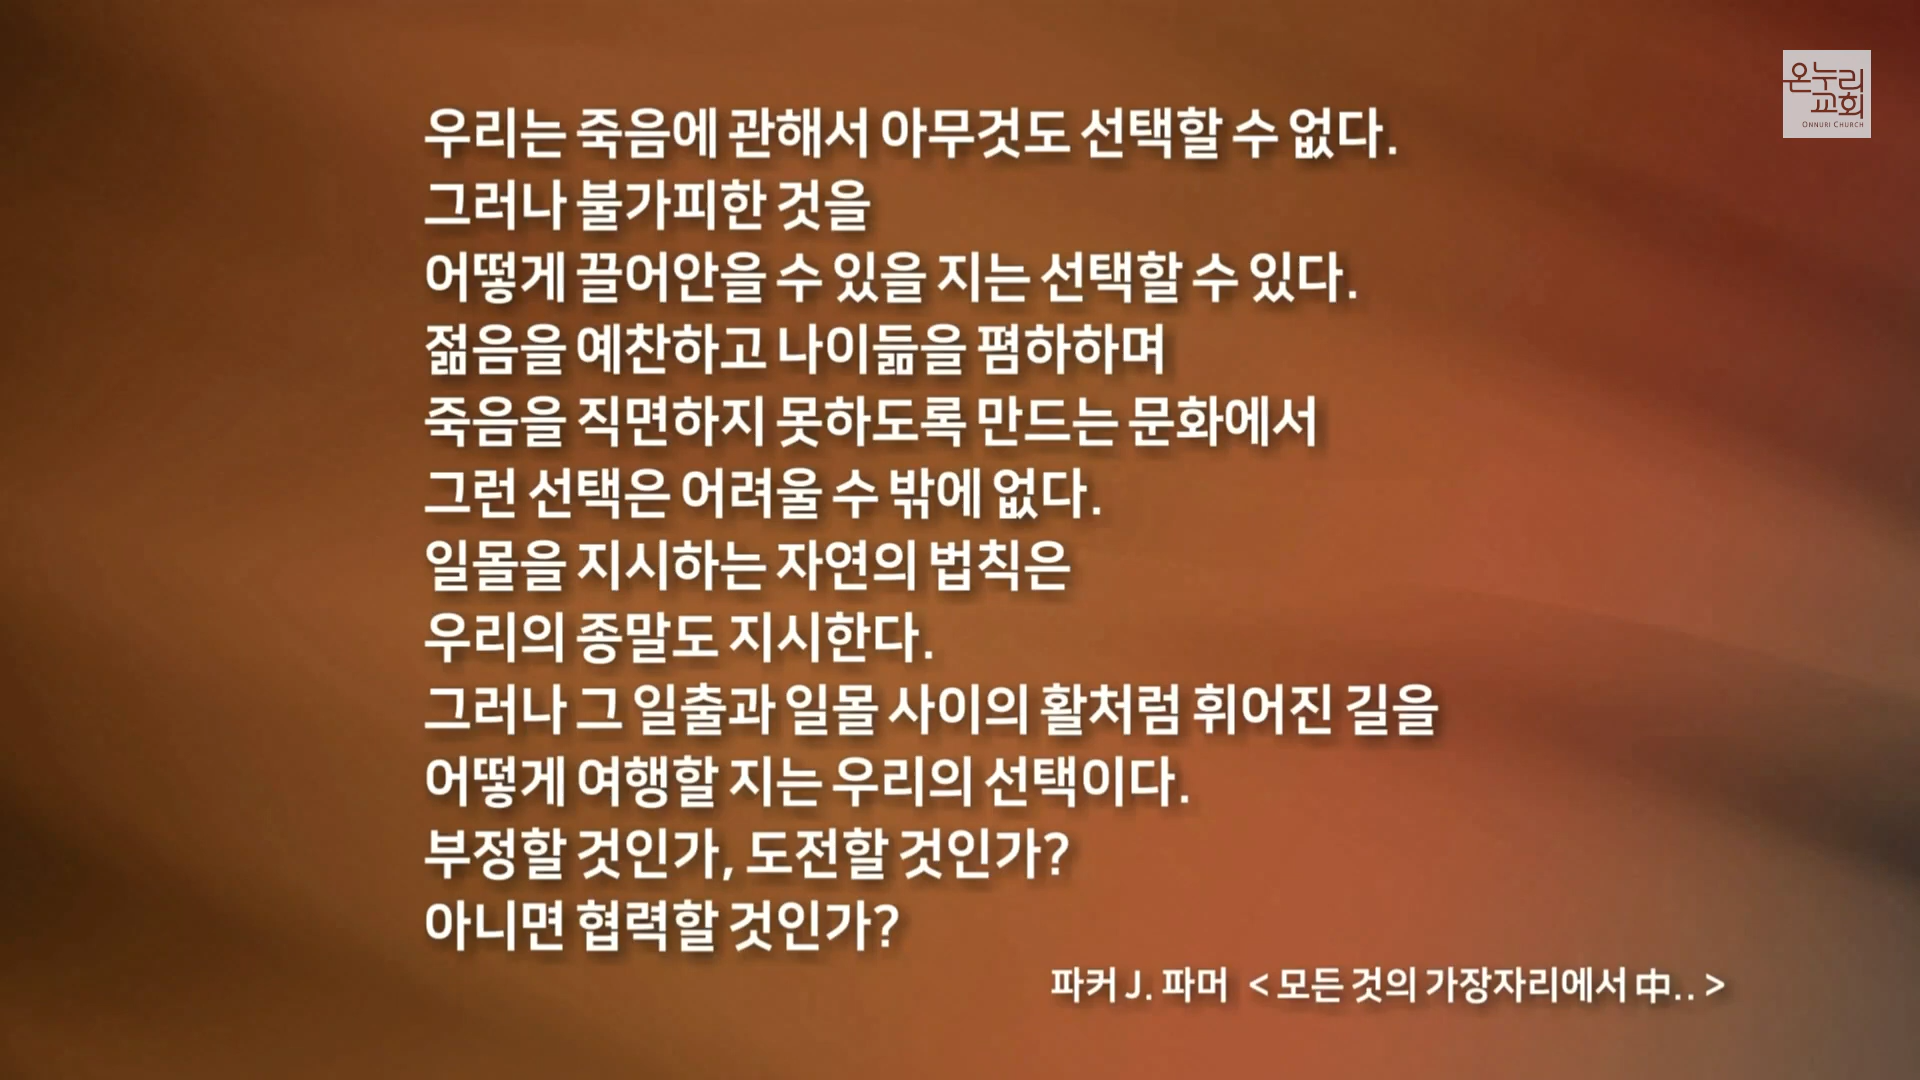 온누리
교회
ONNURI CHURCH
우리는 죽음에 관해서 아무것도 선택할 수 없다.
그러나 불가피한 것을
어떻게 끌어안을 수 있을 지는 선택할 수 있다.
젊음을 예찬하고 나이듦을 폄하하며
죽음을 직면하지 못하도록 만드는 문화에서
그런 선택은 어려울 수 밖에 없다.
일몰을 지시하는 자연의 법칙은
우리의 종말도 지시한다.
그러나 그 일출과 일몰 사이의 활처럼 휘어진 길을
어떻게 여행할 지는 우리의 선택이다.
부정할 것인가, 도전할 것인가?
아니면 협력할 것인가?
파커 J. 파머 < 모든 것의 가장자리에서 中.. >